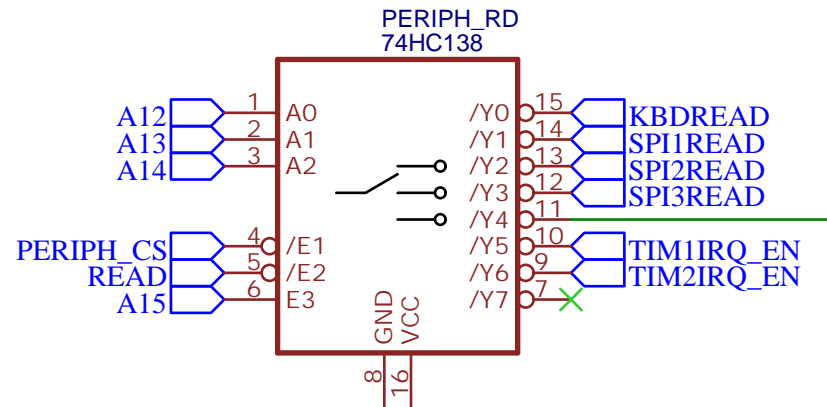 PERIPH_RD
74HC138
A12 1 A0 /Y0 15 KBDREAD
A13 2 A1 /Y1 14 SPI1READ
A14 3 A2 /Y2 13 SPI2READ
/Y3 12 SPI3READ
/Y4 11
PERIPH_CS 4 /E1 /Y5 10 TIM1IRQ_EN
READ 5 /E2 /Y6 9 TIM2IRQ_EN
A15 6 E3 /Y7 7
GND VCC
8 16